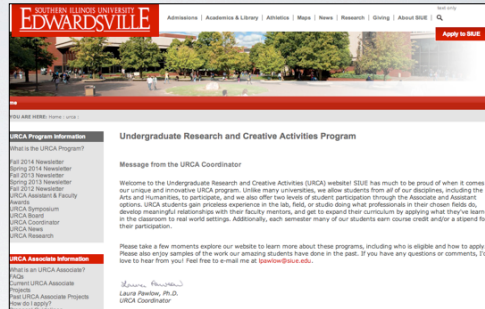 text only
SOUTHERN ILLINOIS UNIVERSITY
EDWARDSVILLE
Admissions | Academics & Library | Athletics | Maps | News | Research | Giving | About SIUE |
Apply to SIUE
me
YOU ARE HERE: Home / urca /
URCA Program Information
What is the URCA Program?
Fall 2014 Newsletter
Spring 2014 Newsletter
Fall 2013 Newsletter
Spring 2013 Newsletter
Fall 2012 Newsletter
URCA Assistant & Faculty
Awards
URCA Symposium
URCA Board
URCA Coordinator
URCA News
URCA Research
URCA Associate Information
What is an URCA Associate?
FAQs
Current URCA Associate
Projects
Past URCA Associate Projects
How do I apply?
Undergraduate Research and Creative Activities Program
Message from the URCA Coordinator
Welcome to the Undergraduate Research and Creative Activities (URCA) website! SIUE has much to be proud of when it comes
our unique and innovative URCA program. Unlike many universities, we allow students from all of our disciplines, including the
Arts and Humanities, to participate, and we also offer two levels of student participation through the Associate and Assistant
options. URCA students gain priceless experience in the lab, field, or studio doing what professionals in their chosen fields do,
develop meaningful relationships with their faculty mentors, and get to expand their curriculum by applying what they've learn
in the classroom to real world settings. Additionally, each semester many of our students earn course credit and/or a stipend fo
their participation.
Please take a few moments explore our website to learn more about these programs, including who is eligible and how to apply.
Please also enjoy samples of the work our amazing students have done in the past. If you have any questions or comments, I'd
love to hear from you! Feel free to e-mail me at lpawlow@siue.edu.
Laura Pawlow
Laura Pawlow, Ph.D.
URCA Coordinator